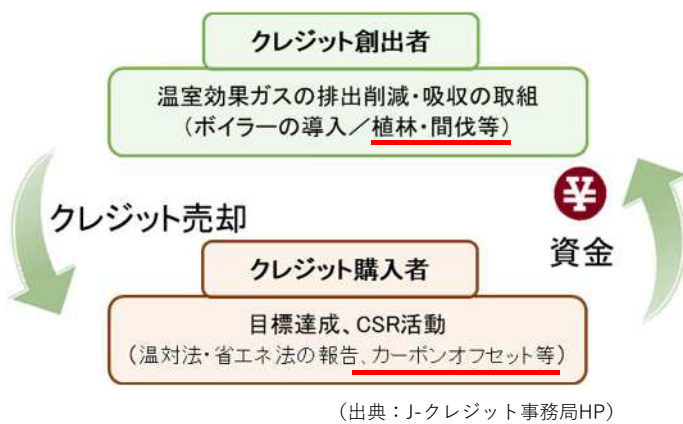 クレジット創出者
温室効果ガスの排出削減・吸収の取組
（ボイラーの導入／植林・間伐等）
クレジット売却
¥
資金
クレジット購入者
目標達成、CSR活動
（温対法・省エネ法の報告、カーボンオフセット等）
（出典：J-クレジット事務局HP）